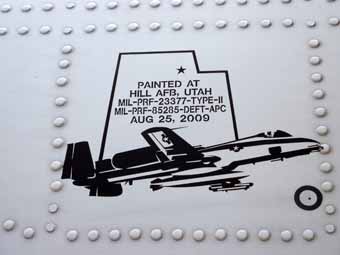 PAINTED AT
HILL AFB, UTAH
MIL-PRF-23377-TYPE-II
MIL-PRF-85285-DEFT-APC
AUG 25, 2009